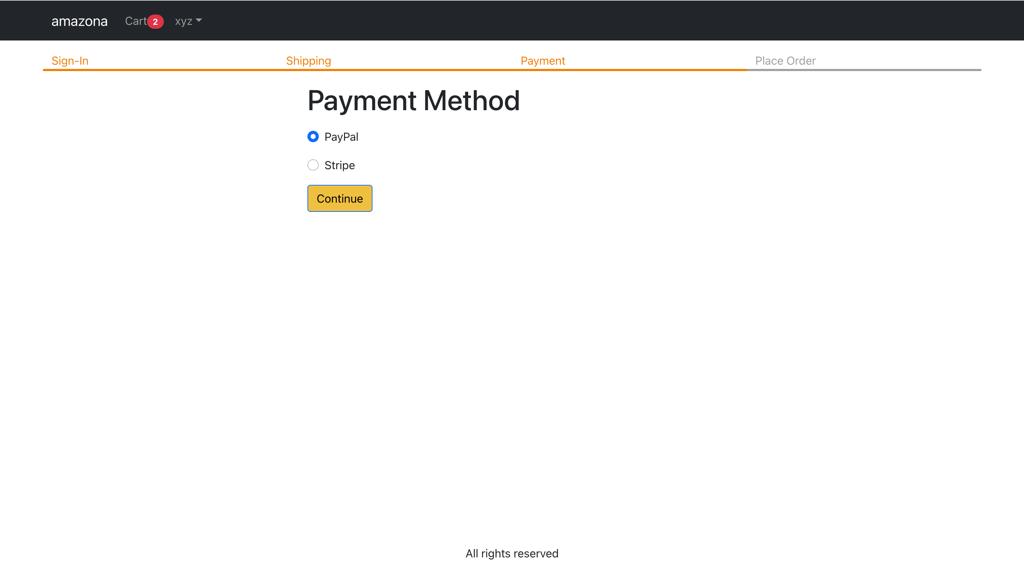 amazona Cart 2 xyz
Sign-In Shipping Payment Place Order
Payment Method
PayPal
Stripe
Continue
All rights reserved